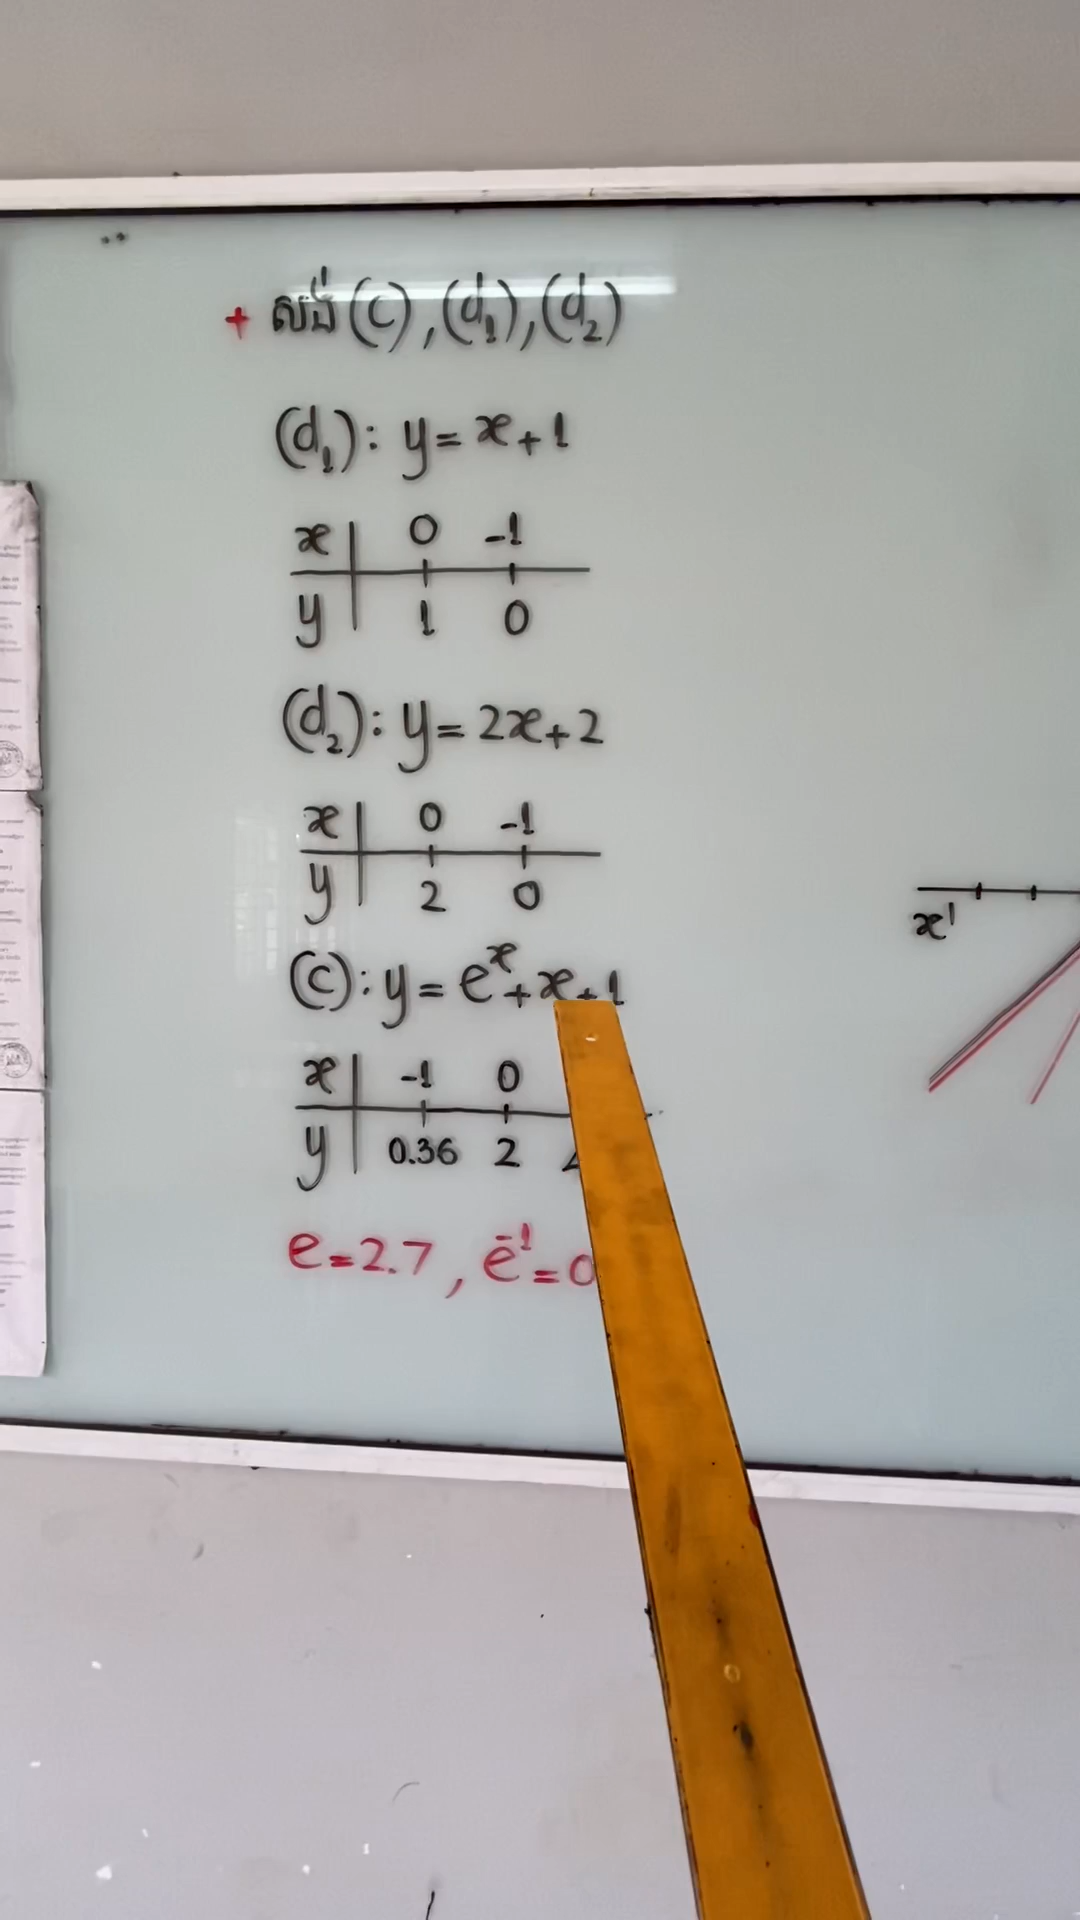 + សង់ (C), (d₁), (d₂)
(d₁): y = x + 1
x | 0 -1
y | 1 0
(d₂): y = 2x + 2
x | 0 -1
y | 2 0
(C): y = eˣ + x + 1
x | -1 0
y | 0.36 2
e = 2.7 , e⁻¹ = 0
x'